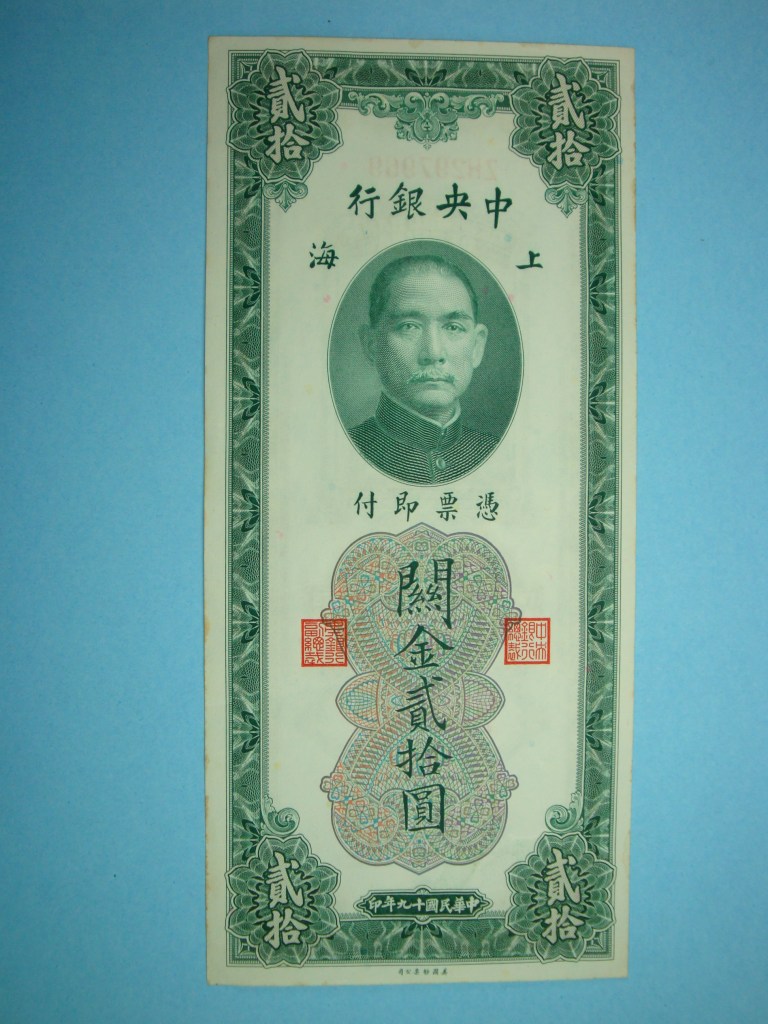 貳拾
貳拾
中央銀行
上海
憑票即付
關金貳拾圓
貳拾
貳拾
中華民國十九年印